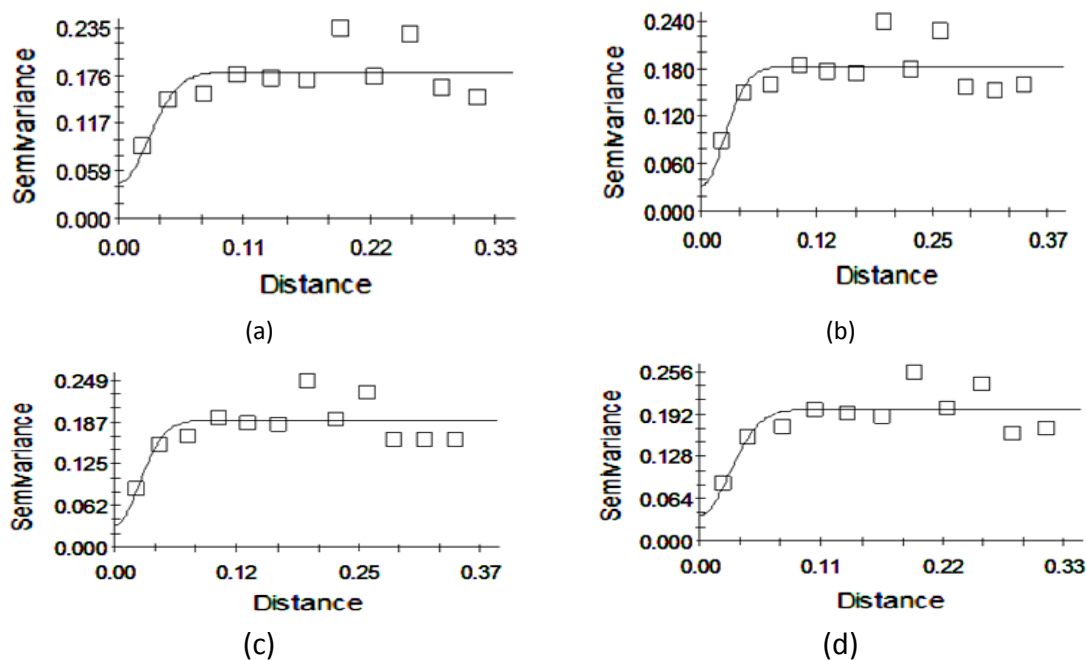 Semivariance
0.235
0.176
0.117
0.059
0.000
0.00 0.11 0.22 0.33
Distance
(a)
Semivariance
0.240
0.180
0.120
0.060
0.000
0.00 0.12 0.25 0.37
Distance
(b)
Semivariance
0.249
0.187
0.125
0.062
0.000
0.00 0.12 0.25 0.37
Distance
(c)
Semivariance
0.256
0.192
0.128
0.064
0.000
0.00 0.11 0.22 0.33
Distance
(d)